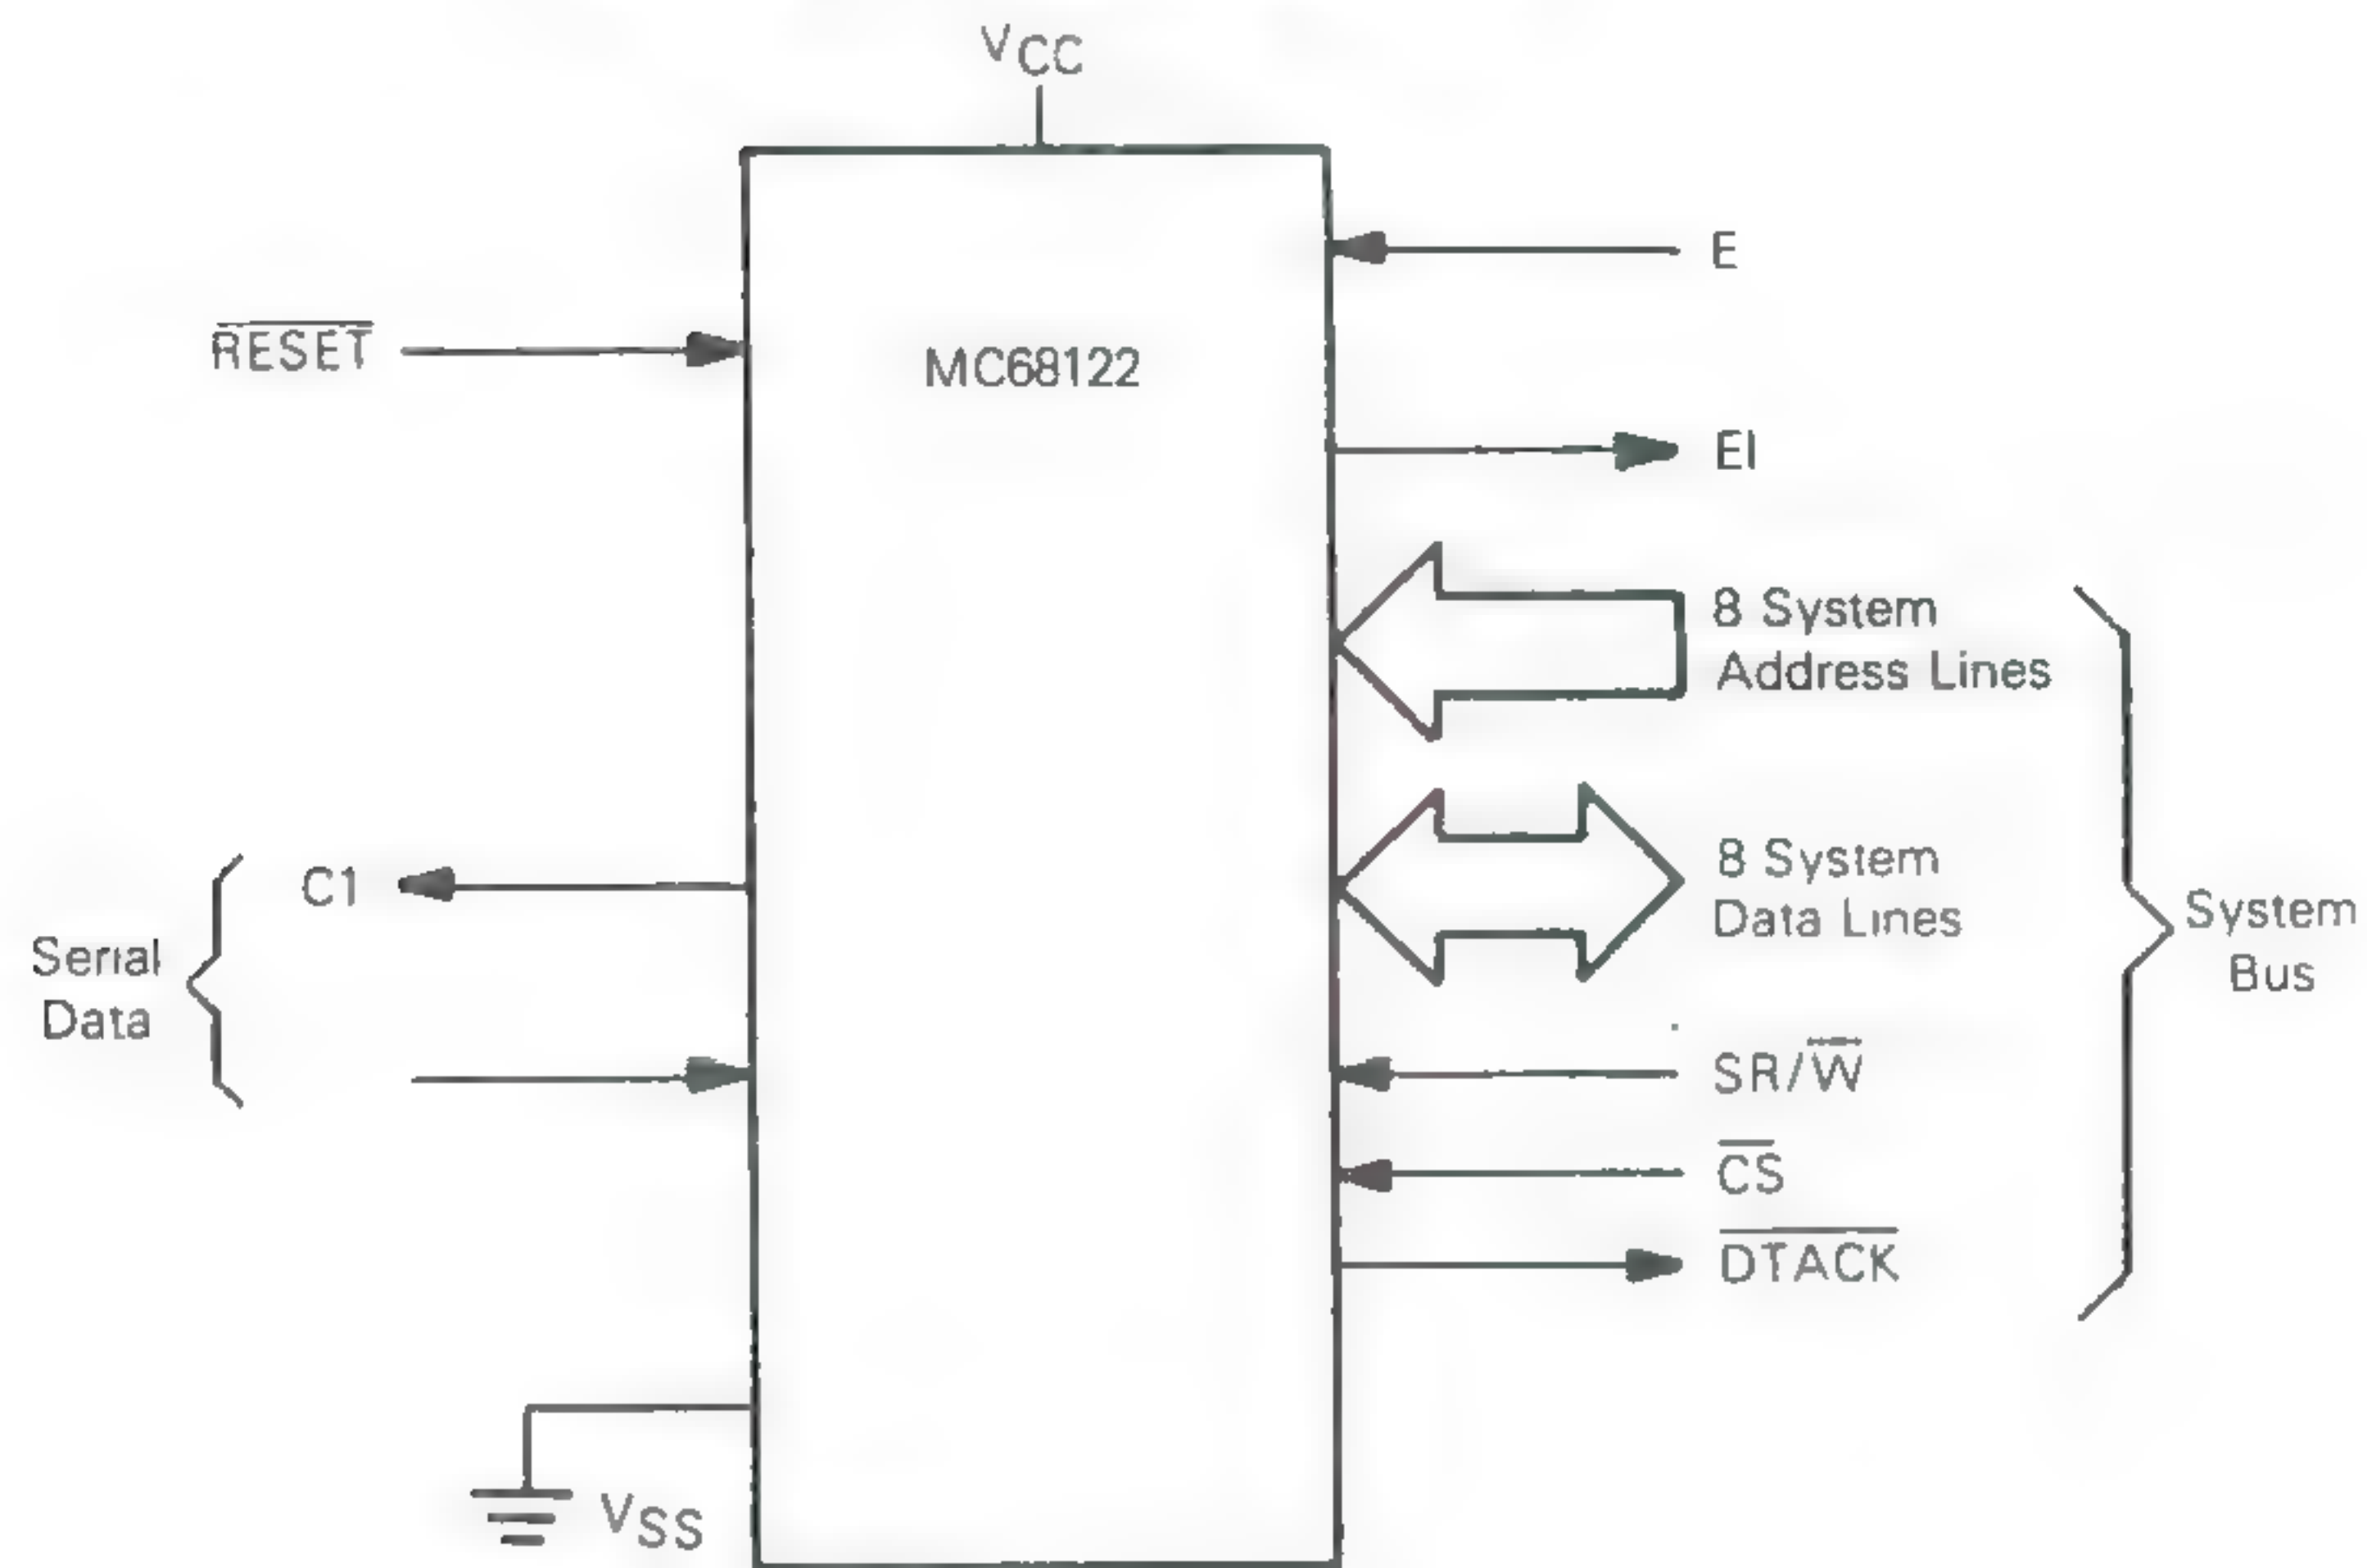 VCC
E
RESET
MC68122
EI
8 System
Address Lines
C1
8 System
Data Lines
System
Bus
Serial
Data
SR/W
CS
DTACK
VSS